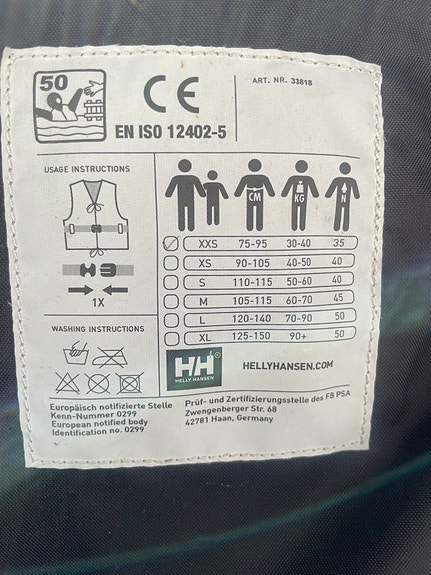 50
CE
ART. NR. 33818
EN ISO 12402-5
USAGE INSTRUCTIONS
CM
KG
N
XXS 75-95 30-40 35
XS 90-105 40-50 40
S 110-115 50-60 40
M 105-115 60-70 45
L 120-140 70-90 50
XL 125-150 90+ 50
1X
WASHING INSTRUCTIONS
HH
HELLY HANSEN
HELLYHANSEN.COM
Europäisch notifizierte Stelle
Kenn-Nummer 0299
European notified body
Identification no. 0299
Prüf- und Zertifizierungsstelle des FB PSA
Zwengenberger Str. 68
42781 Haan, Germany